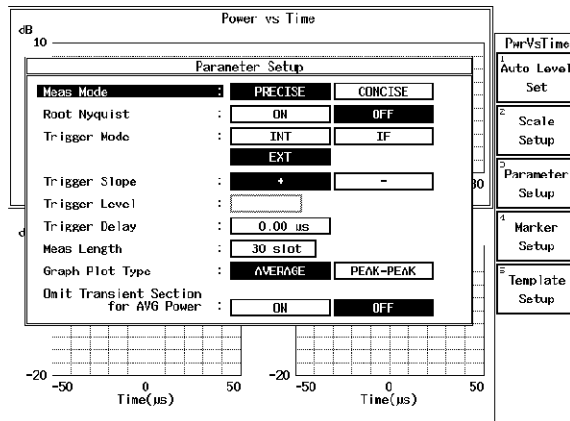 Power vs Time
dB
10
Parameter Setup
Meas Mode : PRECISE CONCISE
Root Nyquist : ON OFF
Trigger Mode : INT IF
EXT
Trigger Slope : + -
Trigger Level :
Trigger Delay : 0.00 us
Meas Length : 30 slot
Graph Plot Type : AVERAGE PEAK-PEAK
Omit Transient Section
for AVG Power : ON OFF
30
d
-20 -20
-50 0 50 -50 0 50
Time(µs) Time(µs)
PwrVsTime
1
Auto Level
Set
2
Scale
Setup
3
Parameter
Setup
4
Marker
Setup
5
Template
Setup